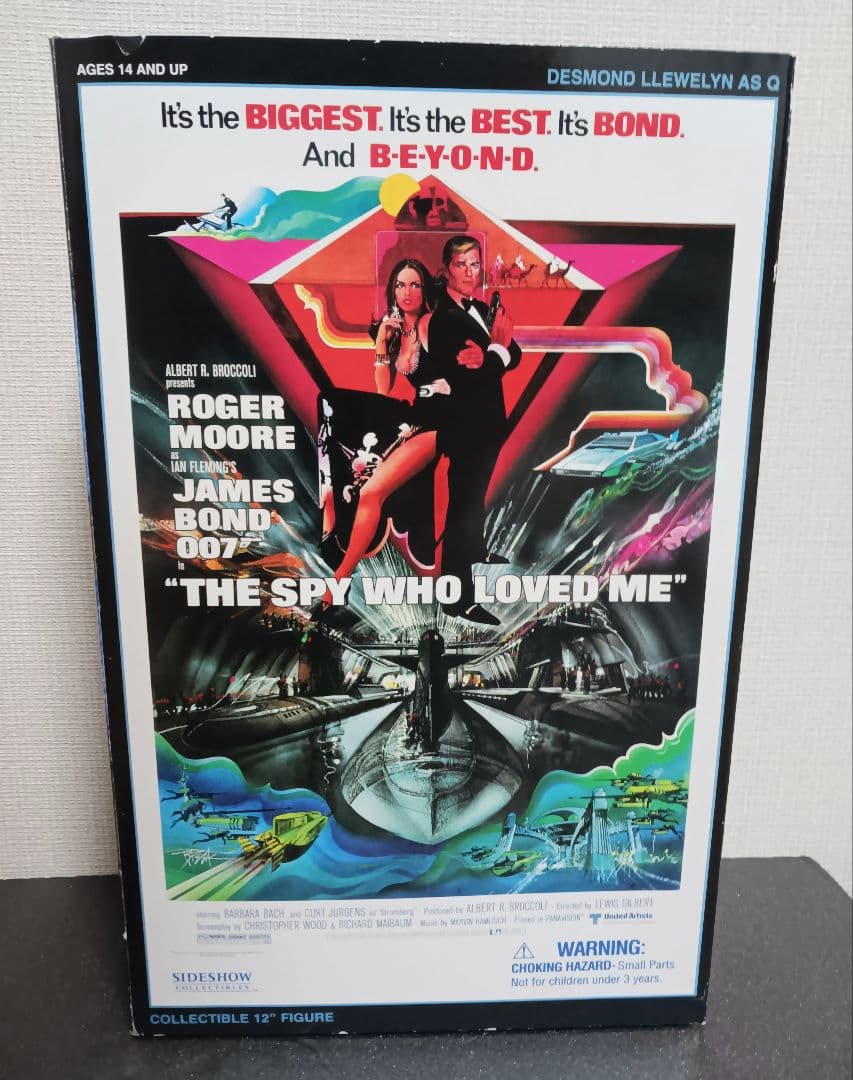 AGES 14 AND UP
DESMOND LLEWELYN AS Q
It's the BIGGEST. It's the BEST. It's BOND.
And B-E-Y-O-N-D.
ALBERT R. BROCCOLI
presents
ROGER
MOORE
as
IAN FLEMING'S
JAMES
BOND
007
in
"THE SPY WHO LOVED ME"
starring BARBARA BACH and CURT JURGENS as 'Stromberg' Produced by ALBERT R. BROCCOLI Directed by LEWIS GILBERT
Screenplay by CHRISTOPHER WOOD & RICHARD MAIBAUM Music by MARVIN HAMLISCH Filmed in PANAVISION United Artists
WARNING:
CHOKING HAZARD- Small Parts
Not for children under 3 years.
SIDESHOW
COLLECTIBLES
COLLECTIBLE 12" FIGURE